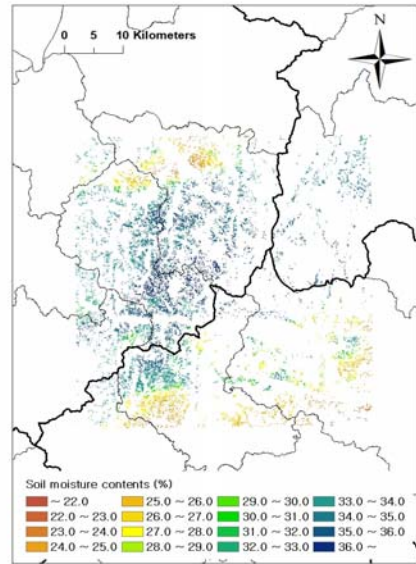 0 5 10 Kilometers
N
Soil moisture contents (%)
~ 22.0 25.0 ~ 26.0 29.0 ~ 30.0 33.0 ~ 34.0
22.0 ~ 23.0 26.0 ~ 27.0 30.0 ~ 31.0 34.0 ~ 35.0
23.0 ~ 24.0 27.0 ~ 28.0 31.0 ~ 32.0 35.0 ~ 36.0
24.0 ~ 25.0 28.0 ~ 29.0 32.0 ~ 33.0 36.0 ~